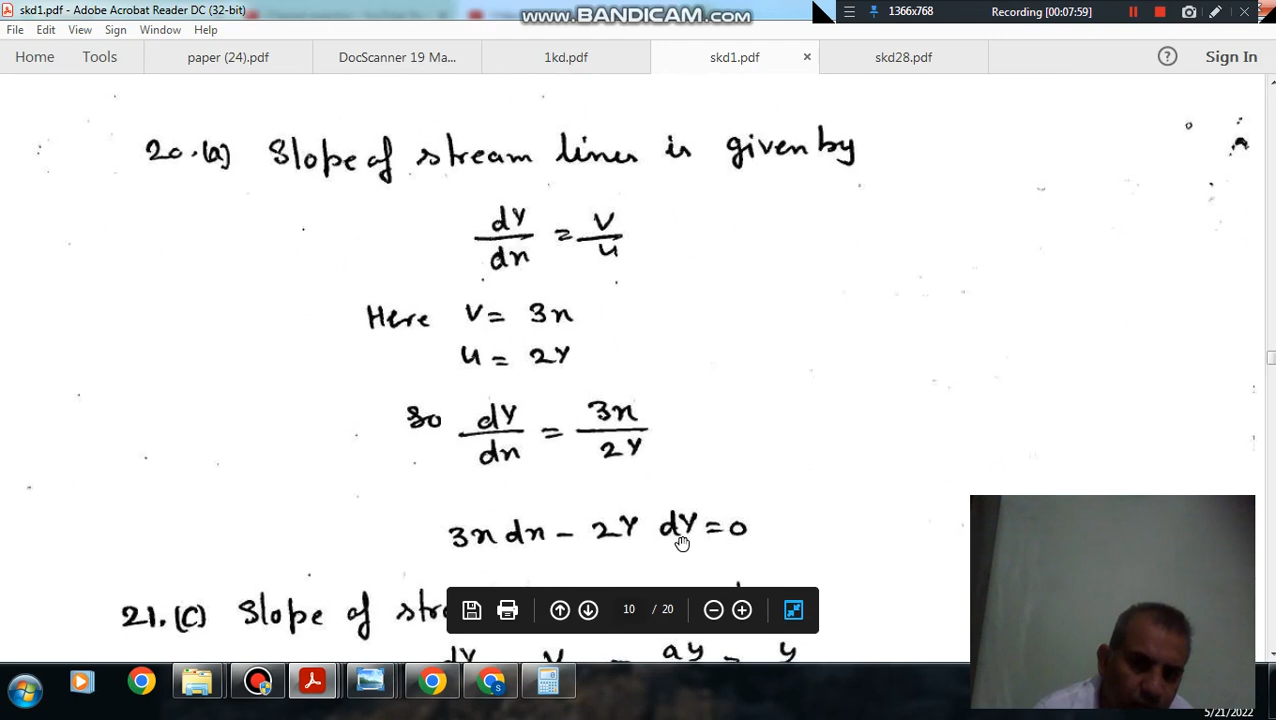 skd1.pdf - Adobe Acrobat Reader DC (32-bit)
WWW.BANDICAM.COM
1366x768
Recording [00:07:59]
File Edit View Sign Window Help
Home Tools paper (24).pdf DocScanner 19 Ma... 1kd.pdf skd1.pdf × skd28.pdf ? Sign In
20.(a) Slope of stream lines is given by
dy/dx = v/u
Here v = 3x
u = 2y
So dy/dx = 3x/2y
3x dx - 2y dy = 0
21.(c) Slope of
10 / 20
ay y
5/21/2022